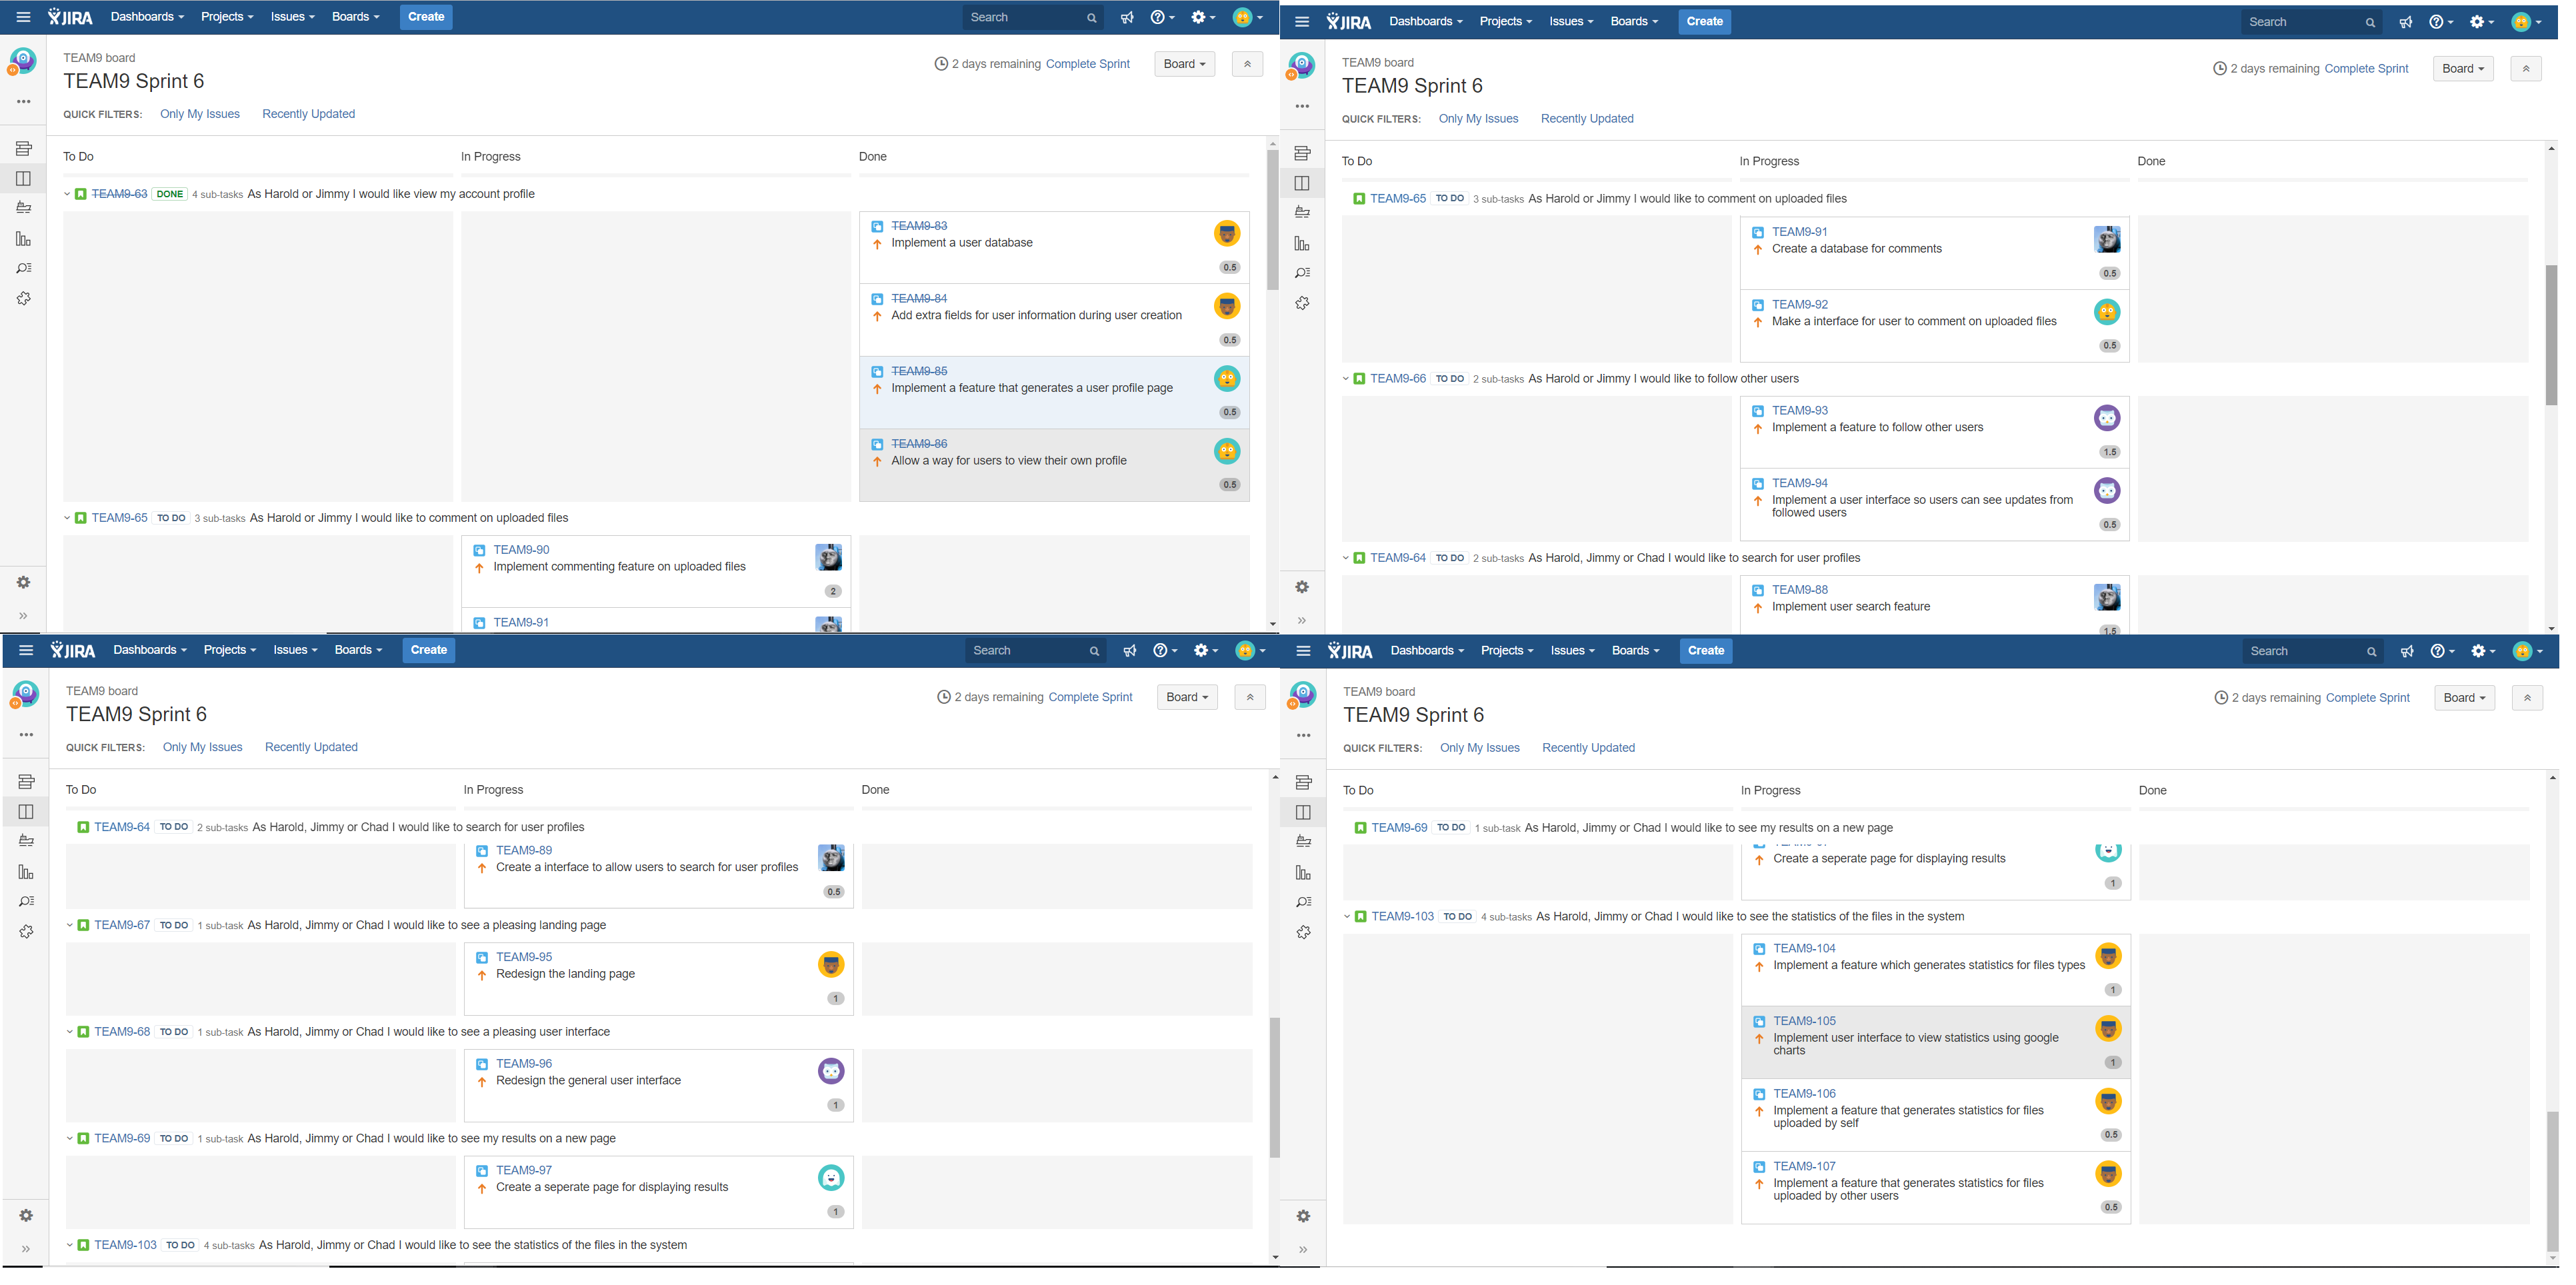 JIRA Dashboards Projects Issues Boards Create Search
TEAM9 board
TEAM9 Sprint 6
2 days remaining Complete Sprint Board
QUICK FILTERS: Only My Issues Recently Updated
To Do In Progress Done
TEAM9-63 DONE 4 sub-tasks As Harold or Jimmy I would like view my account profile
TEAM9-83
Implement a user database
0.5
TEAM9-84
Add extra fields for user information during user creation
0.5
TEAM9-85
Implement a feature that generates a user profile page
0.5
TEAM9-86
Allow a way for users to view their own profile
0.5
TEAM9-65 TO DO 3 sub-tasks As Harold or Jimmy I would like to comment on uploaded files
TEAM9-90
Implement commenting feature on uploaded files
2
TEAM9-91
JIRA Dashboards Projects Issues Boards Create Search
TEAM9 board
TEAM9 Sprint 6
2 days remaining Complete Sprint Board
QUICK FILTERS: Only My Issues Recently Updated
To Do In Progress Done
TEAM9-65 TO DO 3 sub-tasks As Harold or Jimmy I would like to comment on uploaded files
TEAM9-91
Create a database for comments
0.5
TEAM9-92
Make a interface for user to comment on uploaded files
0.5
TEAM9-66 TO DO 2 sub-tasks As Harold or Jimmy I would like to follow other users
TEAM9-93
Implement a feature to follow other users
1.5
TEAM9-94
Implement a user interface so users can see updates from
followed users
0.5
TEAM9-64 TO DO 2 sub-tasks As Harold, Jimmy or Chad I would like to search for user profiles
TEAM9-88
Implement user search feature
1.5
JIRA Dashboards Projects Issues Boards Create Search
TEAM9 board
TEAM9 Sprint 6
2 days remaining Complete Sprint Board
QUICK FILTERS: Only My Issues Recently Updated
To Do In Progress Done
TEAM9-64 TO DO 2 sub-tasks As Harold, Jimmy or Chad I would like to search for user profiles
TEAM9-89
Create a interface to allow users to search for user profiles
0.5
TEAM9-67 TO DO 1 sub-task As Harold, Jimmy or Chad I would like to see a pleasing landing page
TEAM9-95
Redesign the landing page
1
TEAM9-68 TO DO 1 sub-task As Harold, Jimmy or Chad I would like to see a pleasing user interface
TEAM9-96
Redesign the general user interface
1
TEAM9-69 TO DO 1 sub-task As Harold, Jimmy or Chad I would like to see my results on a new page
TEAM9-97
Create a seperate page for displaying results
1
TEAM9-103 TO DO 4 sub-tasks As Harold, Jimmy or Chad I would like to see the statistics of the files in the system
JIRA Dashboards Projects Issues Boards Create Search
TEAM9 board
TEAM9 Sprint 6
2 days remaining Complete Sprint Board
QUICK FILTERS: Only My Issues Recently Updated
To Do In Progress Done
TEAM9-69 TO DO 1 sub-task As Harold, Jimmy or Chad I would like to see my results on a new page
Create a seperate page for displaying results
1
TEAM9-103 TO DO 4 sub-tasks As Harold, Jimmy or Chad I would like to see the statistics of the files in the system
TEAM9-104
Implement a feature which generates statistics for files types
1
TEAM9-105
Implement user interface to view statistics using google
charts
1
TEAM9-106
Implement a feature that generates statistics for files
uploaded by self
0.5
TEAM9-107
Implement a feature that generates statistics for files
uploaded by other users
0.5